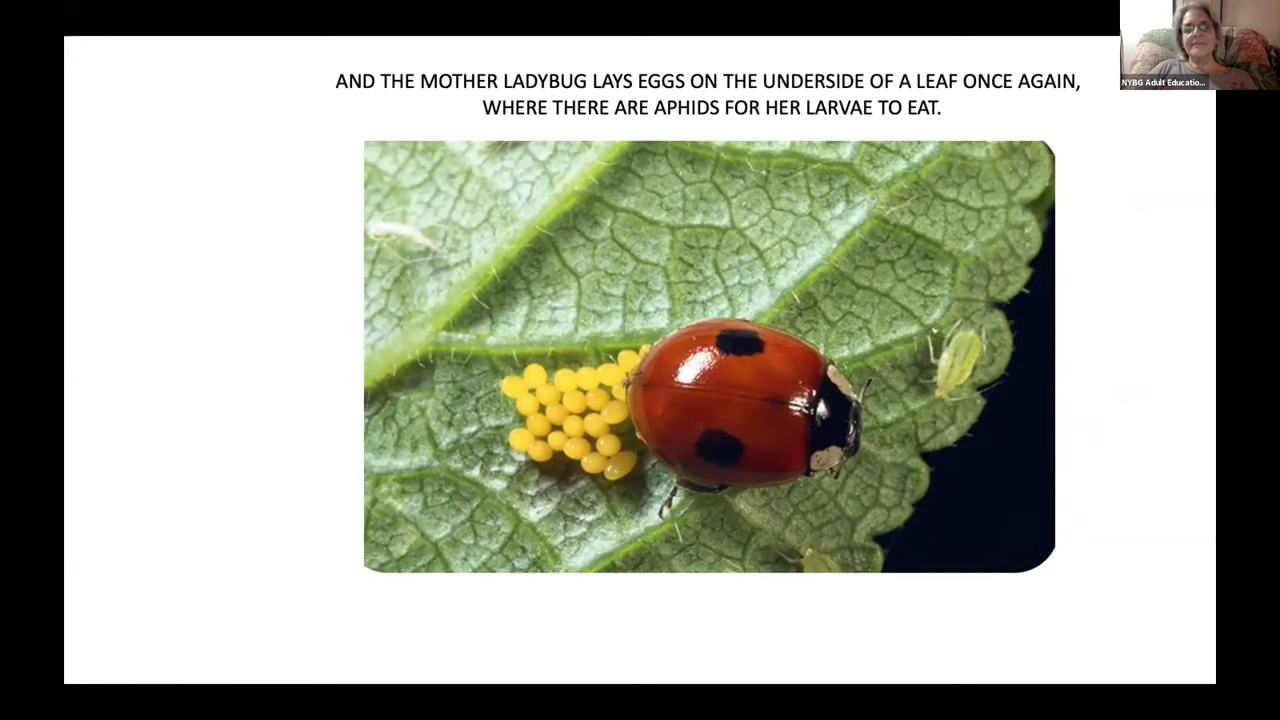 AND THE MOTHER LADYBUG LAYS EGGS ON THE UNDERSIDE OF A LEAF ONCE AGAIN,
WHERE THERE ARE APHIDS FOR HER LARVAE TO EAT.
NYBG Adult Educatio...